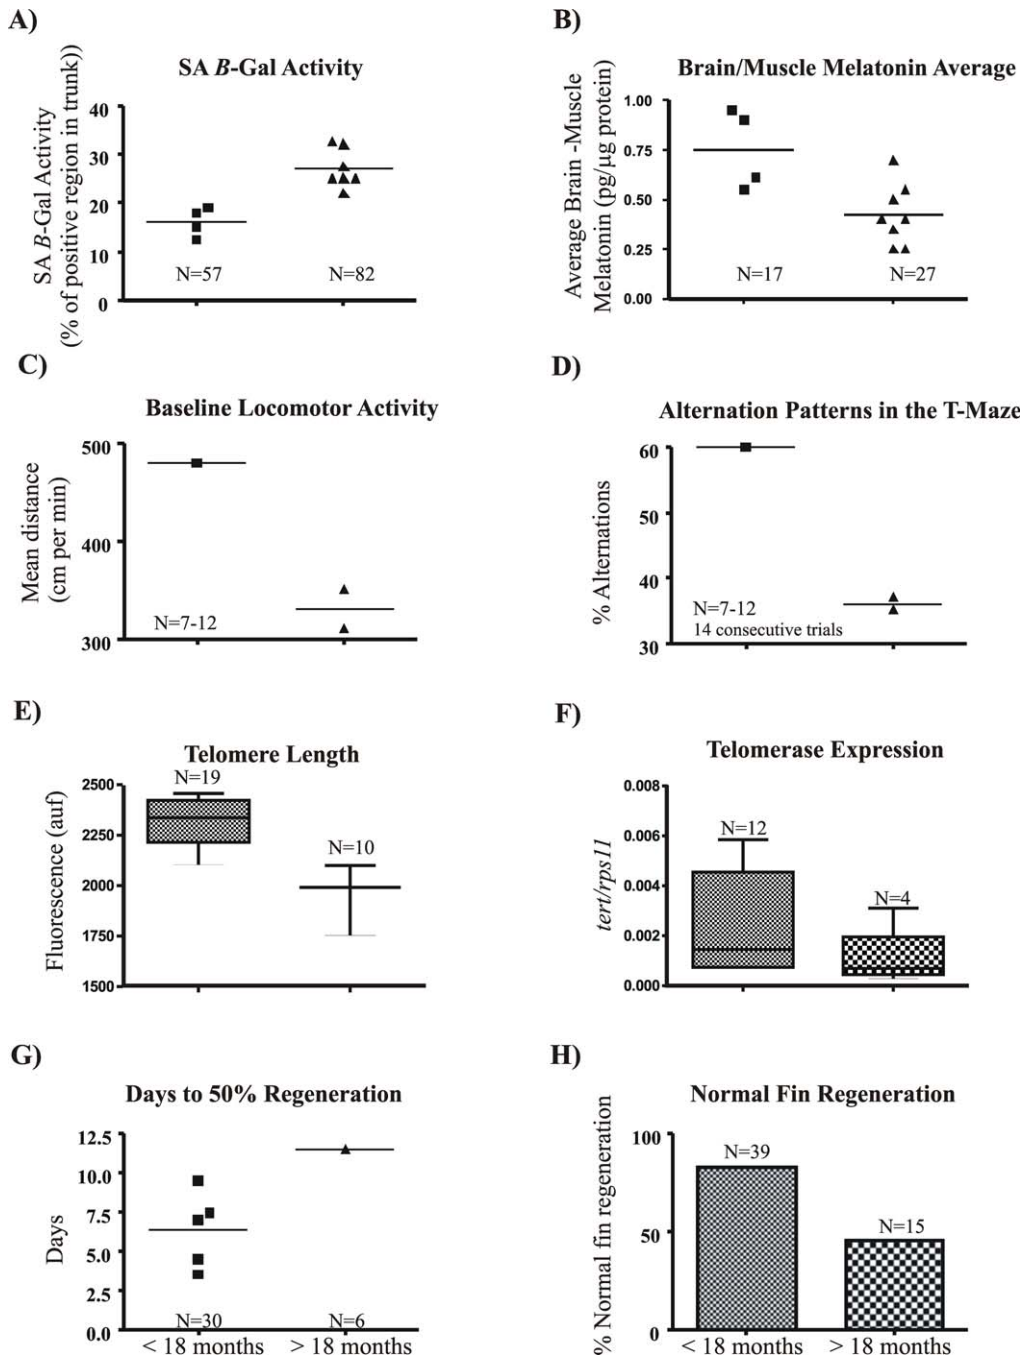 A)
SA B-Gal Activity
SA B-Gal Activity
(% of positive region in trunk))
40
30
20
10
0
N=57
N=82
B)
Brain/Muscle Melatonin Average
Average Brain -Muscle
Melatonin (pg/µg protein)
1.00
0.75
0.50
0.25
0.00
N=17
N=27
C)
Baseline Locomotor Activity
Mean distance
(cm per min)
500
400
300
N=7-12
D)
Alternation Patterns in the T-Maze
% Alternations
60
50
40
30
N=7-12
14 consecutive trials
E)
Telomere Length
Fluorescence (auf)
2500
2250
2000
1750
1500
N=19
N=10
F)
Telomerase Expression
tert/rps11
0.008
0.006
0.004
0.002
0.000
N=12
N=4
G)
Days to 50% Regeneration
Days
12.5
10.0
7.5
5.0
2.5
0.0
N=30
N=6
< 18 months
> 18 months
H)
Normal Fin Regeneration
% Normal fin regeneration
100
50
0
N=39
N=15
< 18 months
> 18 months